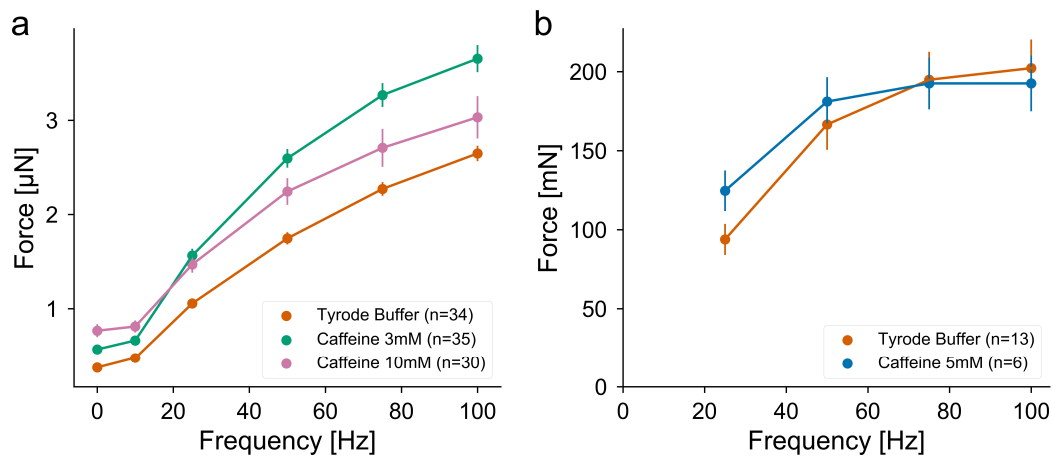 a
Force [µN]
3
2
1
0 20 40 60 80 100
Frequency [Hz]
Tyrode Buffer (n=34)
Caffeine 3mM (n=35)
Caffeine 10mM (n=30)
b
Force [mN]
200
150
100
50
0
0 20 40 60 80 100
Frequency [Hz]
Tyrode Buffer (n=13)
Caffeine 5mM (n=6)